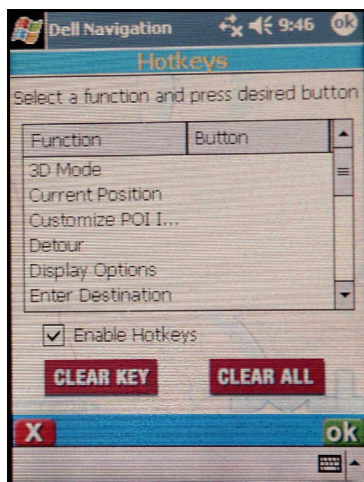 Dell Navigation 9:46 ok
Hotkeys
Select a function and press desired button
Function Button
3D Mode
Current Position
Customize POI I...
Detour
Display Options
Enter Destination
Enable Hotkeys
CLEAR KEY CLEAR ALL
X ok